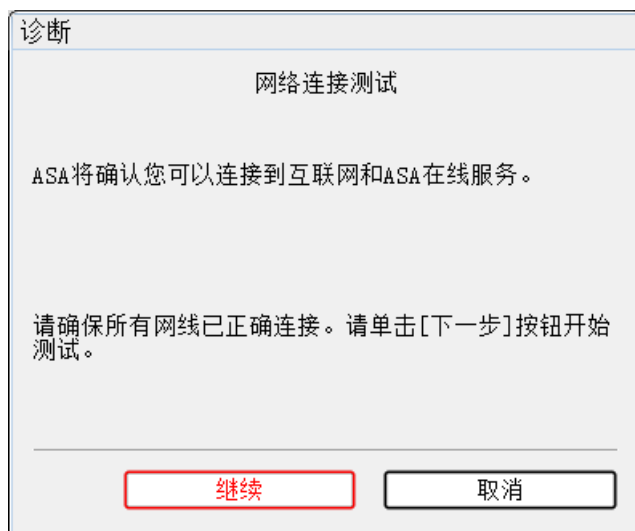 诊断
网络连接测试
ASA将确认您可以连接到互联网和ASA在线服务。
请确保所有网线已正确连接。请单击[下一步]按钮开始
测试。
继续
取消